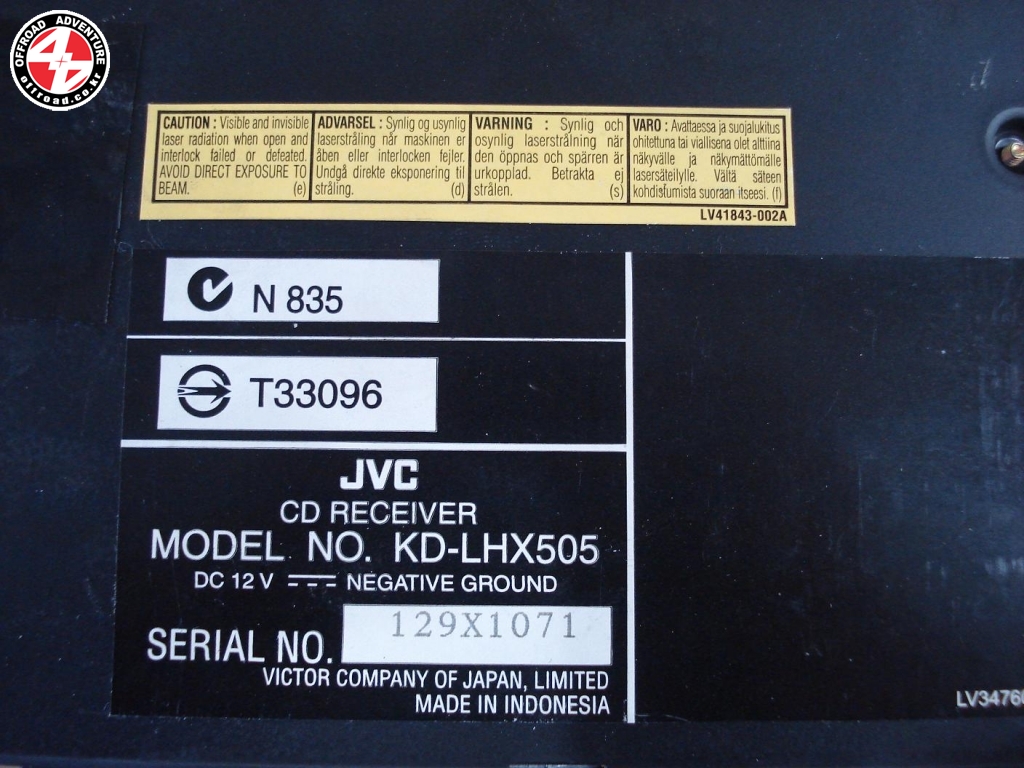 OFFROAD ADVENTURE
4x4
allroad.co.kr
CAUTION : Visible and invisible
laser radiation when open and
interlock failed or defeated.
AVOID DIRECT EXPOSURE TO
BEAM. (e)
ADVARSEL : Synlig og usynlig
laserstråling når maskinen er
åben eller interlocken fejler.
Undgå direkte eksponering til
stråling. (d)
VARNING : Synlig och
osynlig laserstrålning när
den öppnas och spärren är
urkopplad. Betrakta ej
strålen. (s)
VARO : Avattaessa ja suojalukitus
ohitettuna tai viallisena olet alttiina
näkyvälle ja näkymättömälle
lasersäteilylle. Vältä säteen
kohdistumista suoraan itseesi. (f)
LV41843-002A
N 835
T33096
JVC
CD RECEIVER
MODEL NO. KD-LHX505
DC 12 V NEGATIVE GROUND
SERIAL NO. 129X1071
VICTOR COMPANY OF JAPAN, LIMITED
MADE IN INDONESIA